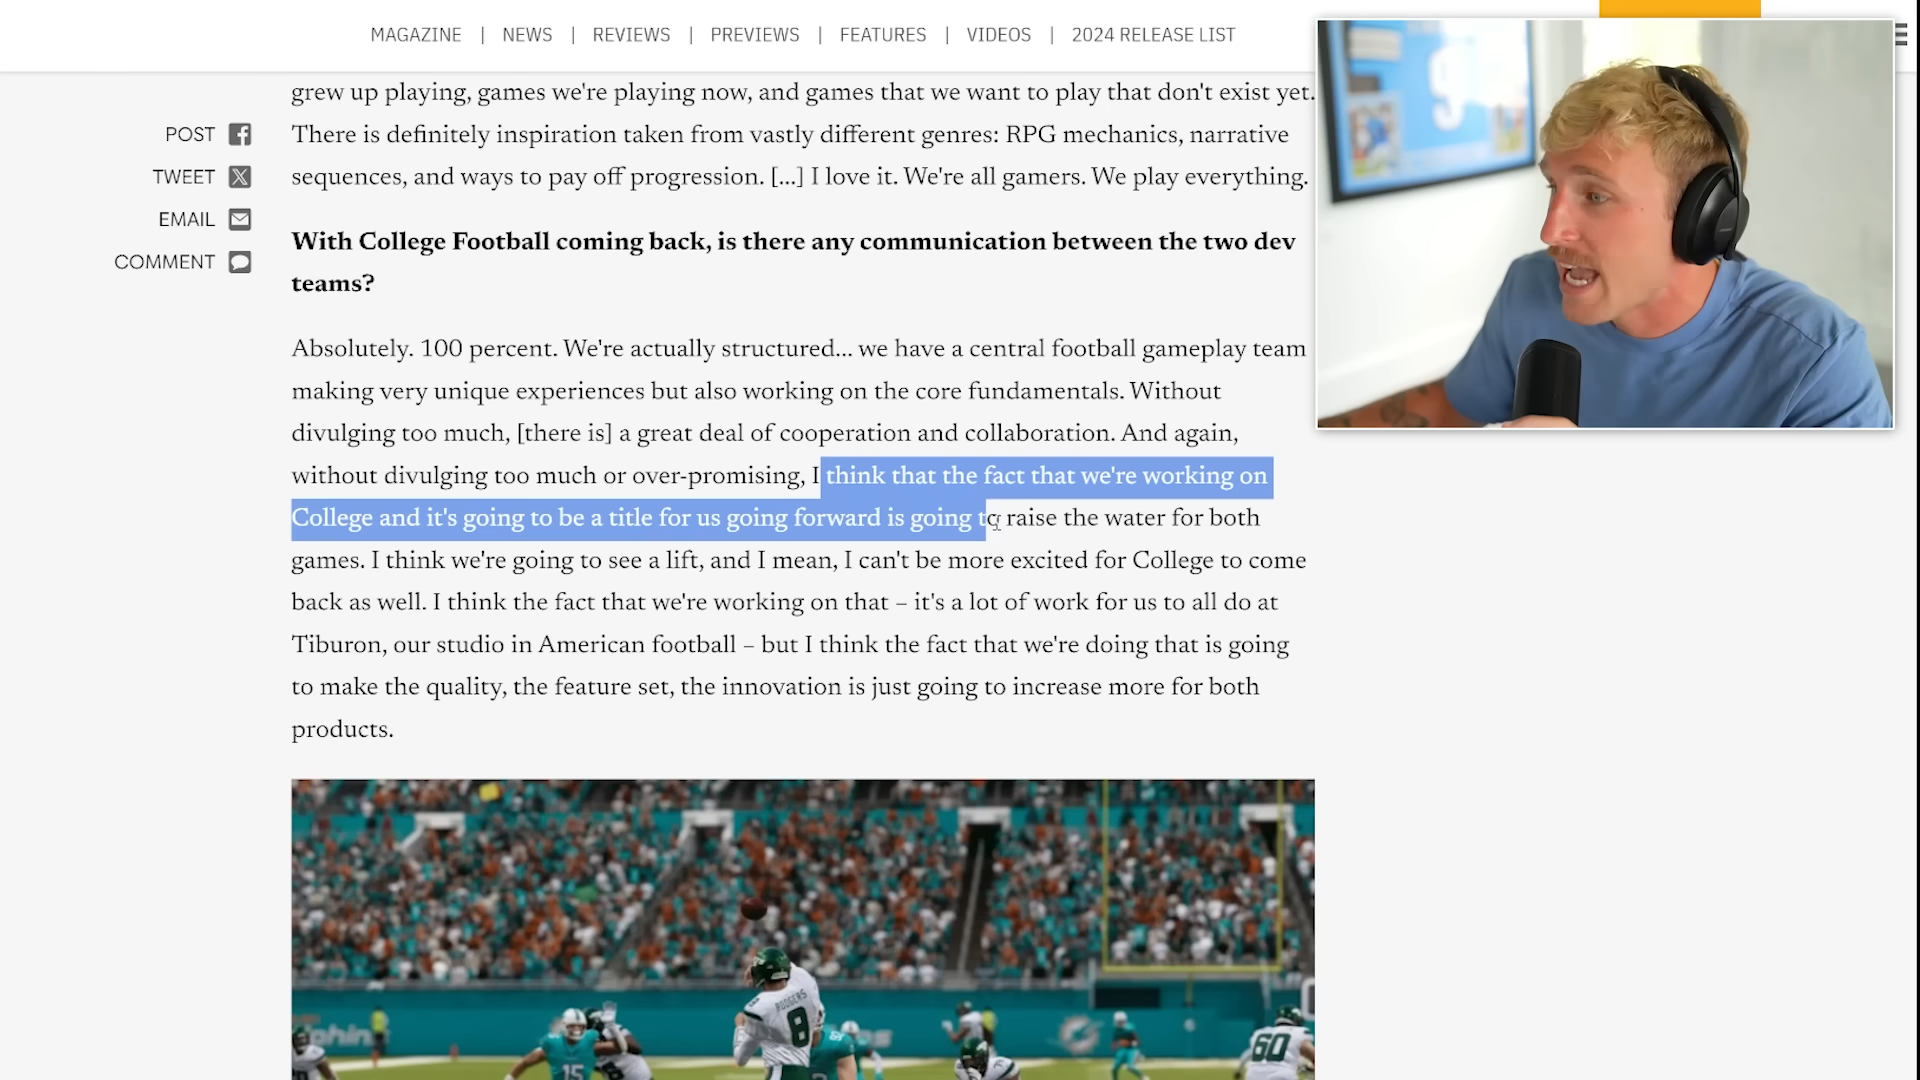 MAGAZINE | NEWS | REVIEWS | PREVIEWS | FEATURES | VIDEOS | 2024 RELEASE LIST
POST
TWEET
EMAIL
COMMENT
grew up playing, games we're playing now, and games that we want to play that don't exist yet.
There is definitely inspiration taken from vastly different genres: RPG mechanics, narrative
sequences, and ways to pay off progression. [...] I love it. We're all gamers. We play everything.
With College Football coming back, is there any communication between the two dev
teams?
Absolutely. 100 percent. We're actually structured... we have a central football gameplay team
making very unique experiences but also working on the core fundamentals. Without
divulging too much, [there is] a great deal of cooperation and collaboration. And again,
without divulging too much or over-promising, I think that the fact that we're working on
College and it's going to be a title for us going forward is going to raise the water for both
games. I think we're going to see a lift, and I mean, I can't be more excited for College to come
back as well. I think the fact that we're working on that – it's a lot of work for us to all do at
Tiburon, our studio in American football – but I think the fact that we're doing that is going
to make the quality, the feature set, the innovation is just going to increase more for both
products.
9
RODGERS
8
15
60